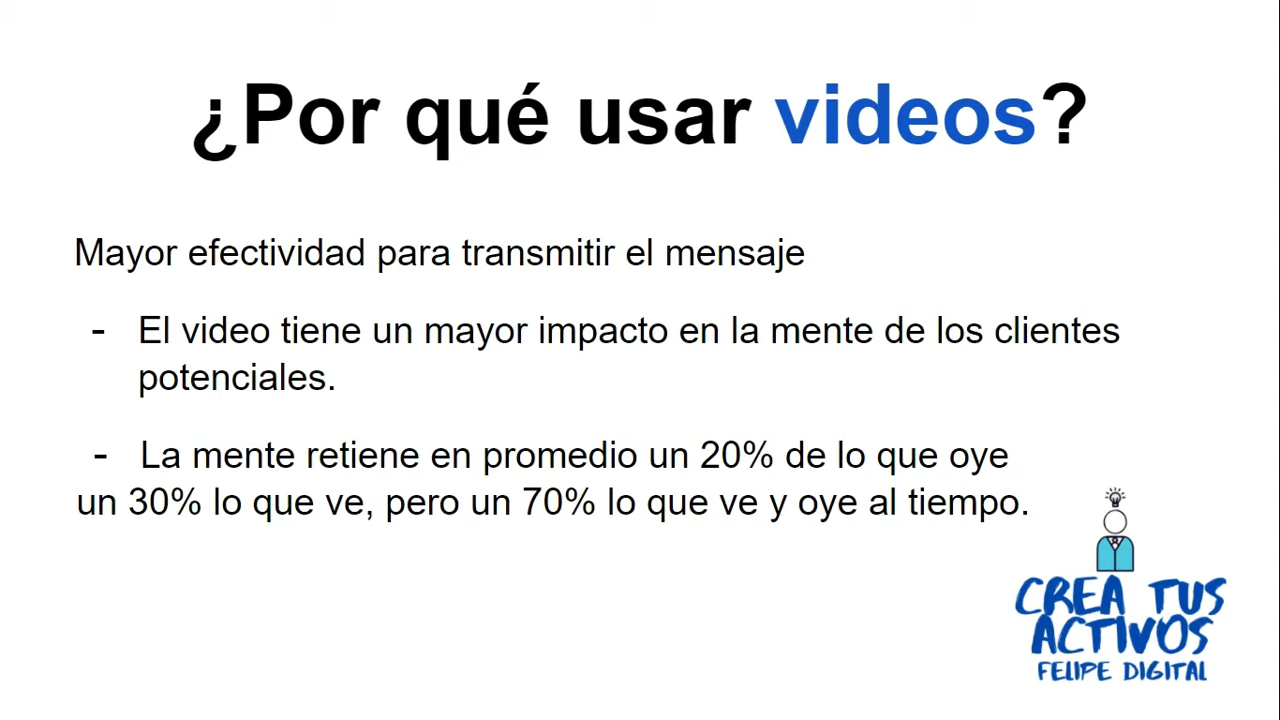 ¿Por qué usar videos?
Mayor efectividad para transmitir el mensaje
- El video tiene un mayor impacto en la mente de los clientes
potenciales.
- La mente retiene en promedio un 20% de lo que oye
un 30% lo que ve, pero un 70% lo que ve y oye al tiempo.
CREA TUS
ACTIVOS
FELIPE DIGITAL